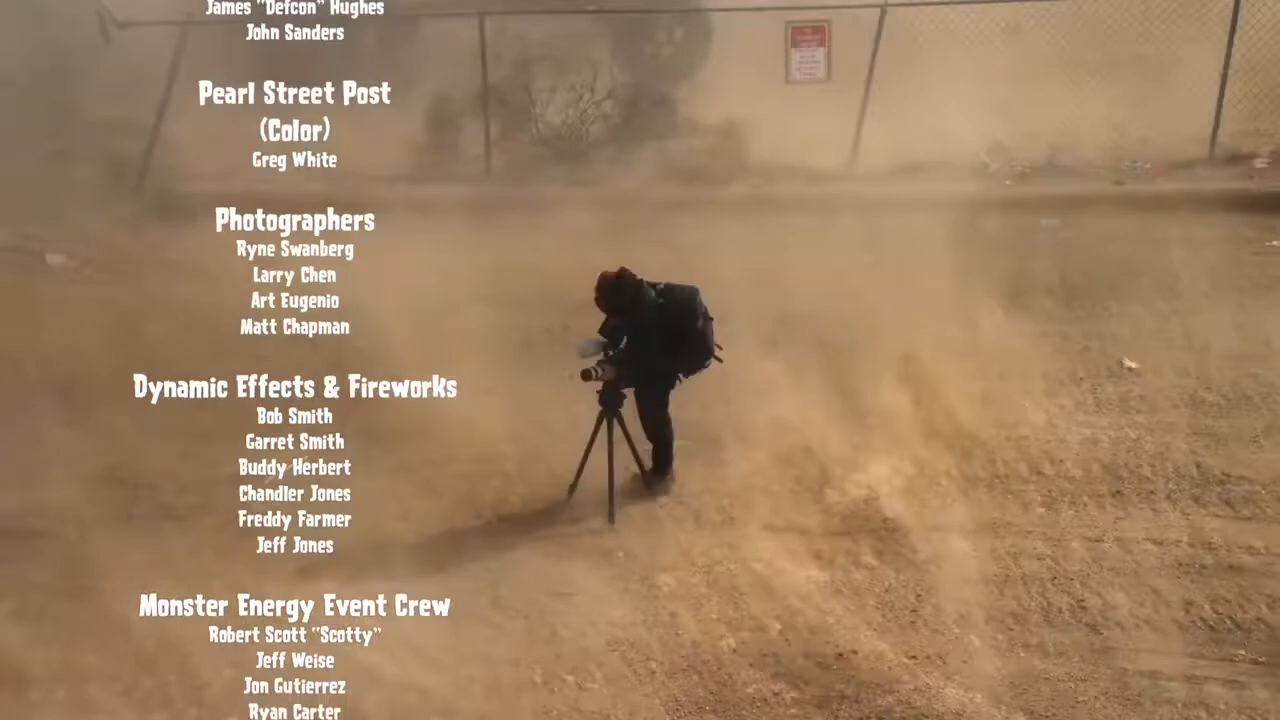 James "Defcon" Hughes
John Sanders
Pearl Street Post
(Color)
Greg White
Photographers
Ryne Swanberg
Larry Chen
Art Eugenio
Matt Chapman
Dynamic Effects & Fireworks
Bob Smith
Garret Smith
Buddy Herbert
Chandler Jones
Freddy Farmer
Jeff Jones
Monster Energy Event Crew
Robert Scott "Scotty"
Jeff Weise
Jon Gutierrez
Ryan Carter